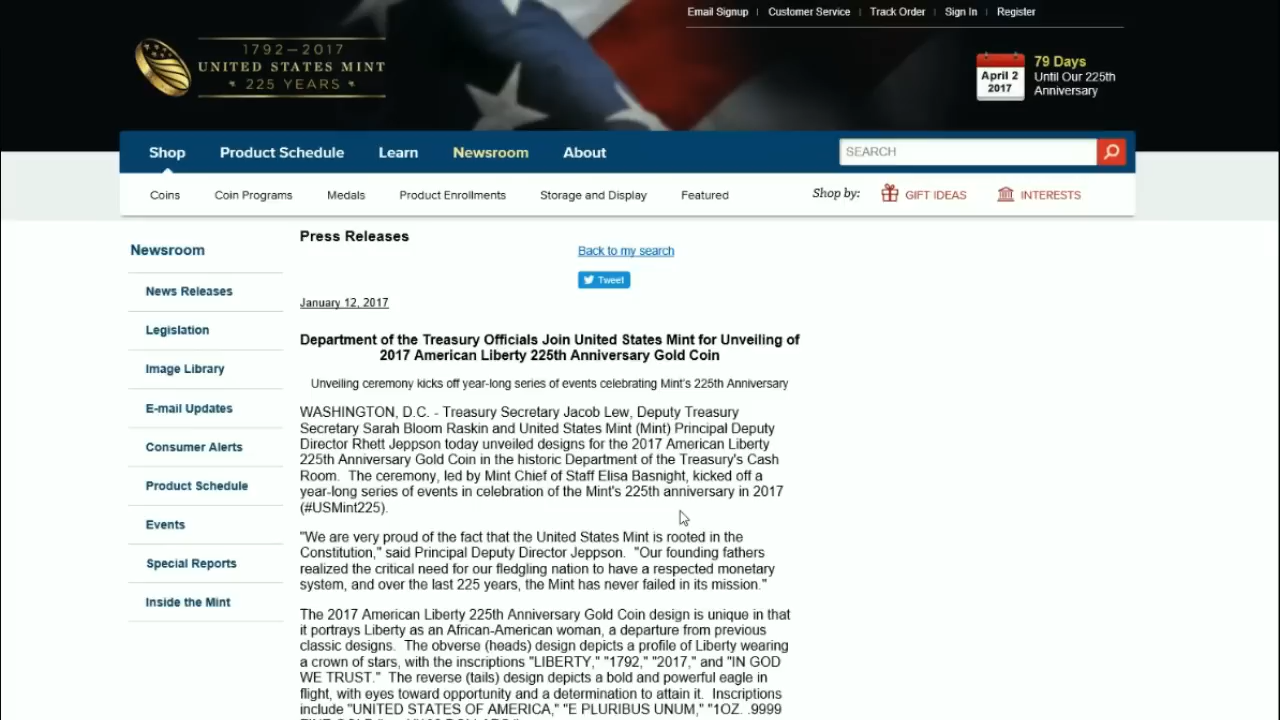 Email Signup | Customer Service | Track Order | Sign In | Register
1792–2017
UNITED STATES MINT
225 YEARS
April 2
2017
79 Days
Until Our 225th
Anniversary
Shop Product Schedule Learn Newsroom About
SEARCH
Coins Coin Programs Medals Product Enrollments Storage and Display Featured Shop by: GIFT IDEAS INTERESTS
Newsroom
News Releases
Legislation
Image Library
E-mail Updates
Consumer Alerts
Product Schedule
Events
Special Reports
Inside the Mint
Press Releases
Back to my search
Tweet
January 12, 2017
Department of the Treasury Officials Join United States Mint for Unveiling of
2017 American Liberty 225th Anniversary Gold Coin
Unveiling ceremony kicks off year-long series of events celebrating Mint's 225th Anniversary
WASHINGTON, D.C. - Treasury Secretary Jacob Lew, Deputy Treasury
Secretary Sarah Bloom Raskin and United States Mint (Mint) Principal Deputy
Director Rhett Jeppson today unveiled designs for the 2017 American Liberty
225th Anniversary Gold Coin in the historic Department of the Treasury's Cash
Room. The ceremony, led by Mint Chief of Staff Elisa Basnight, kicked off a
year-long series of events in celebration of the Mint's 225th anniversary in 2017
(#USMint225).
"We are very proud of the fact that the United States Mint is rooted in the
Constitution," said Principal Deputy Director Jeppson. "Our founding fathers
realized the critical need for our fledgling nation to have a respected monetary
system, and over the last 225 years, the Mint has never failed in its mission."
The 2017 American Liberty 225th Anniversary Gold Coin design is unique in that
it portrays Liberty as an African-American woman, a departure from previous
classic designs. The obverse (heads) design depicts a profile of Liberty wearing
a crown of stars, with the inscriptions "LIBERTY," "1792," "2017," and "IN GOD
WE TRUST." The reverse (tails) design depicts a bold and powerful eagle in
flight, with eyes toward opportunity and a determination to attain it. Inscriptions
include "UNITED STATES OF AMERICA," "E PLURIBUS UNUM," "1OZ. .9999